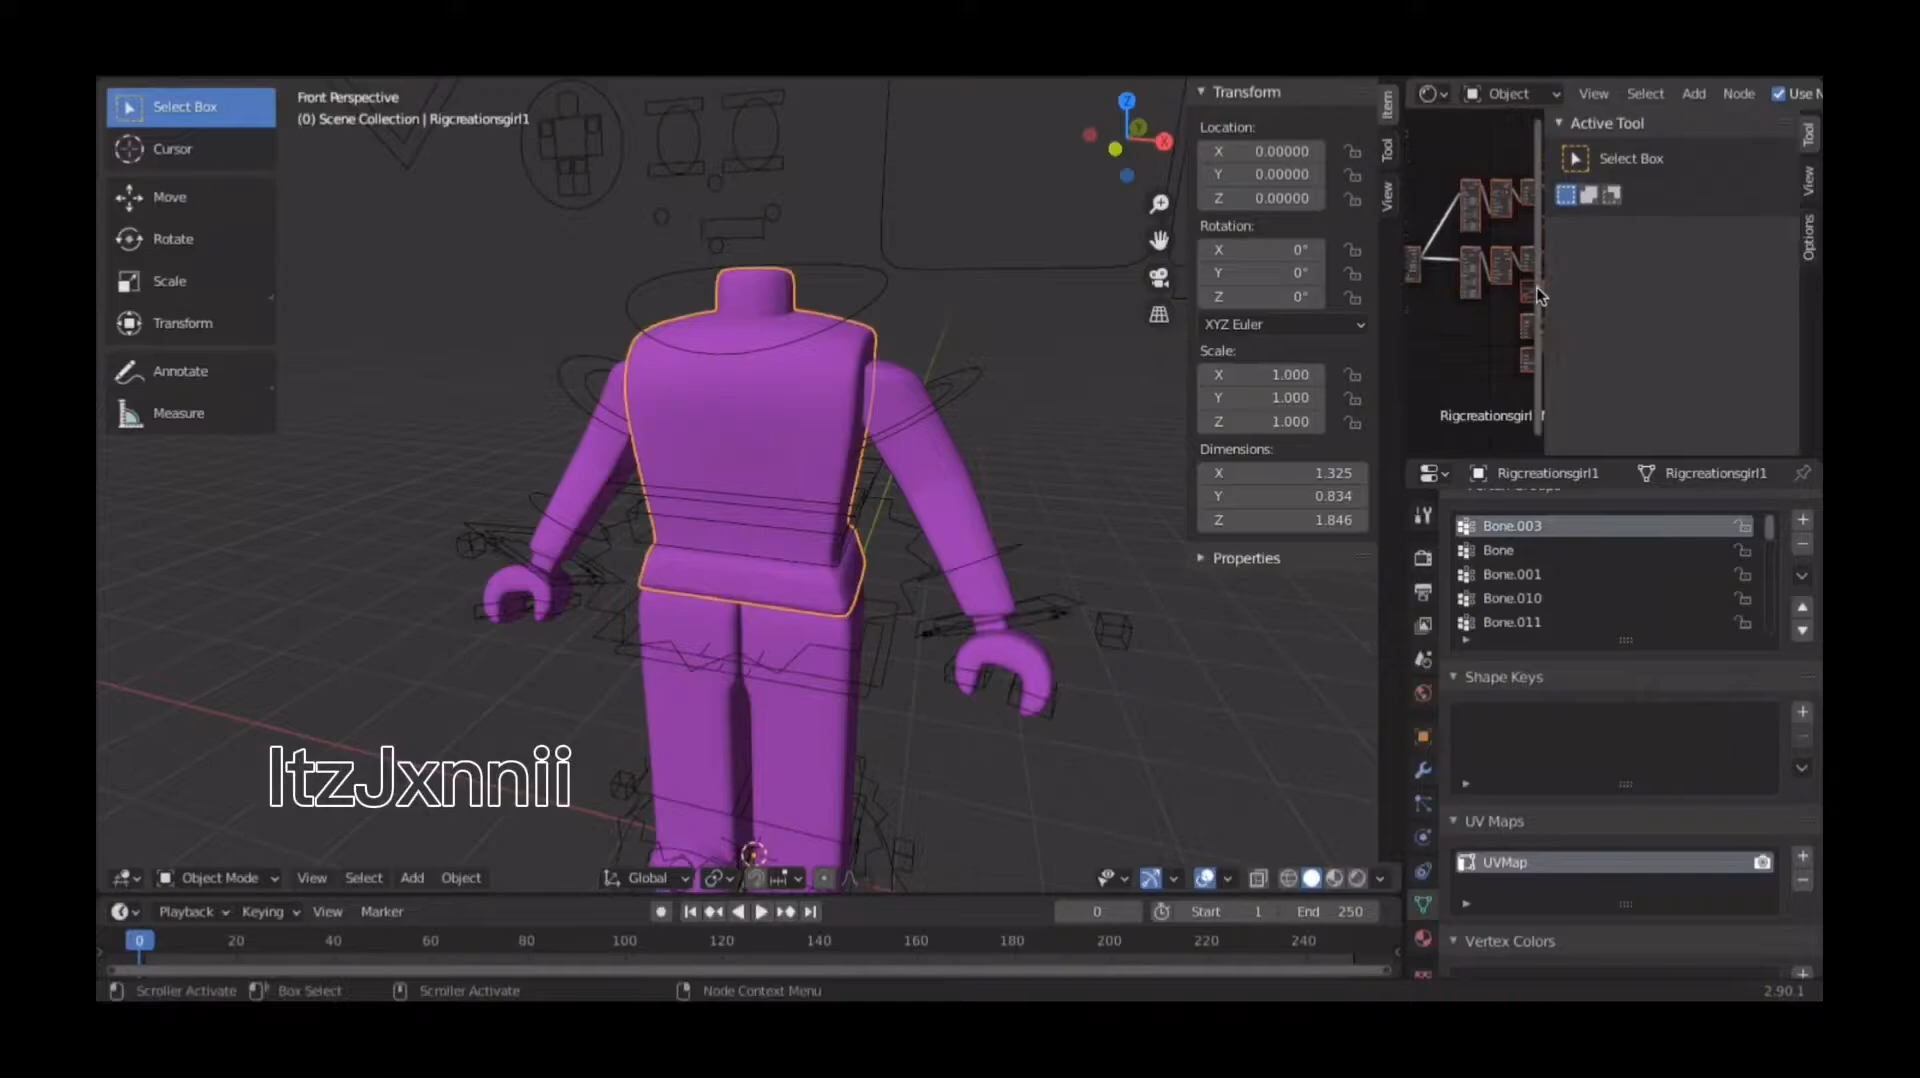 Select Box
Cursor
Move
Rotate
Scale
Transform
Annotate
Measure
Front Perspective
(0) Scene Collection | Rigcreationsgirl1
Z
Y
X
Transform
Location:
X 0.00000
Y 0.00000
Z 0.00000
Rotation:
X 0°
Y 0°
Z 0°
XYZ Euler
Scale:
X 1.000
Y 1.000
Z 1.000
Dimensions:
X 1.325
Y 0.834
Z 1.846
Properties
Item
Tool
View
Object View Select Add Node Use N
Active Tool
Select Box
Tool
View
Options
Rigcreationsgirl
Rigcreationsgirl1 Rigcreationsgirl1
Vertex Groups
Bone.003
Bone
Bone.001
Bone.010
Bone.011
Shape Keys
UV Maps
UVMap
Vertex Colors
ItzJxnnii
Object Mode View Select Add Object Global
Playback Keying View Marker 0 Start 1 End 250
0 20 40 60 80 100 120 140 160 180 200 220 240
Scroller Activate Box Select Scroller Activate Node Context Menu 2.90.1